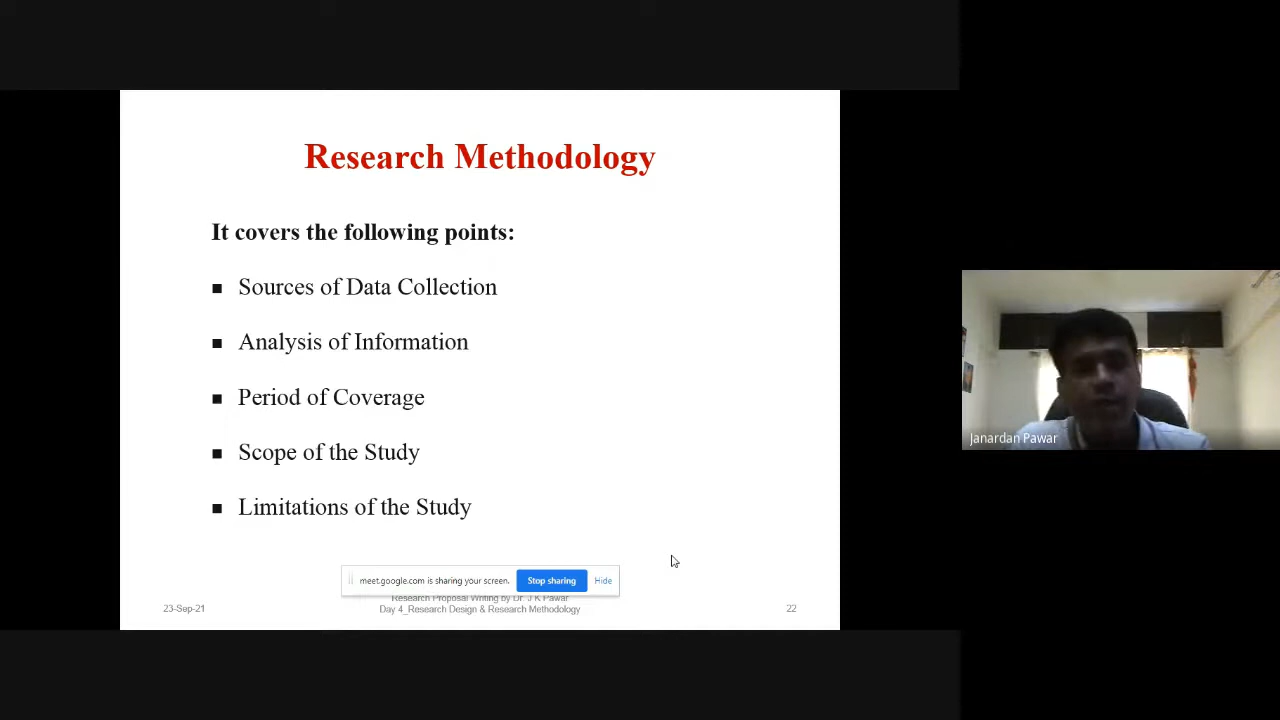 Research Methodology
It covers the following points:
Sources of Data Collection
Analysis of Information
Period of Coverage
Scope of the Study
Limitations of the Study
meet.google.com is sharing your screen.
Stop sharing
Hide
23-Sep-21
Research Proposal Writing by Dr. J K Pawar
Day 4_Research Design & Research Methodology
22
Janardan Pawar